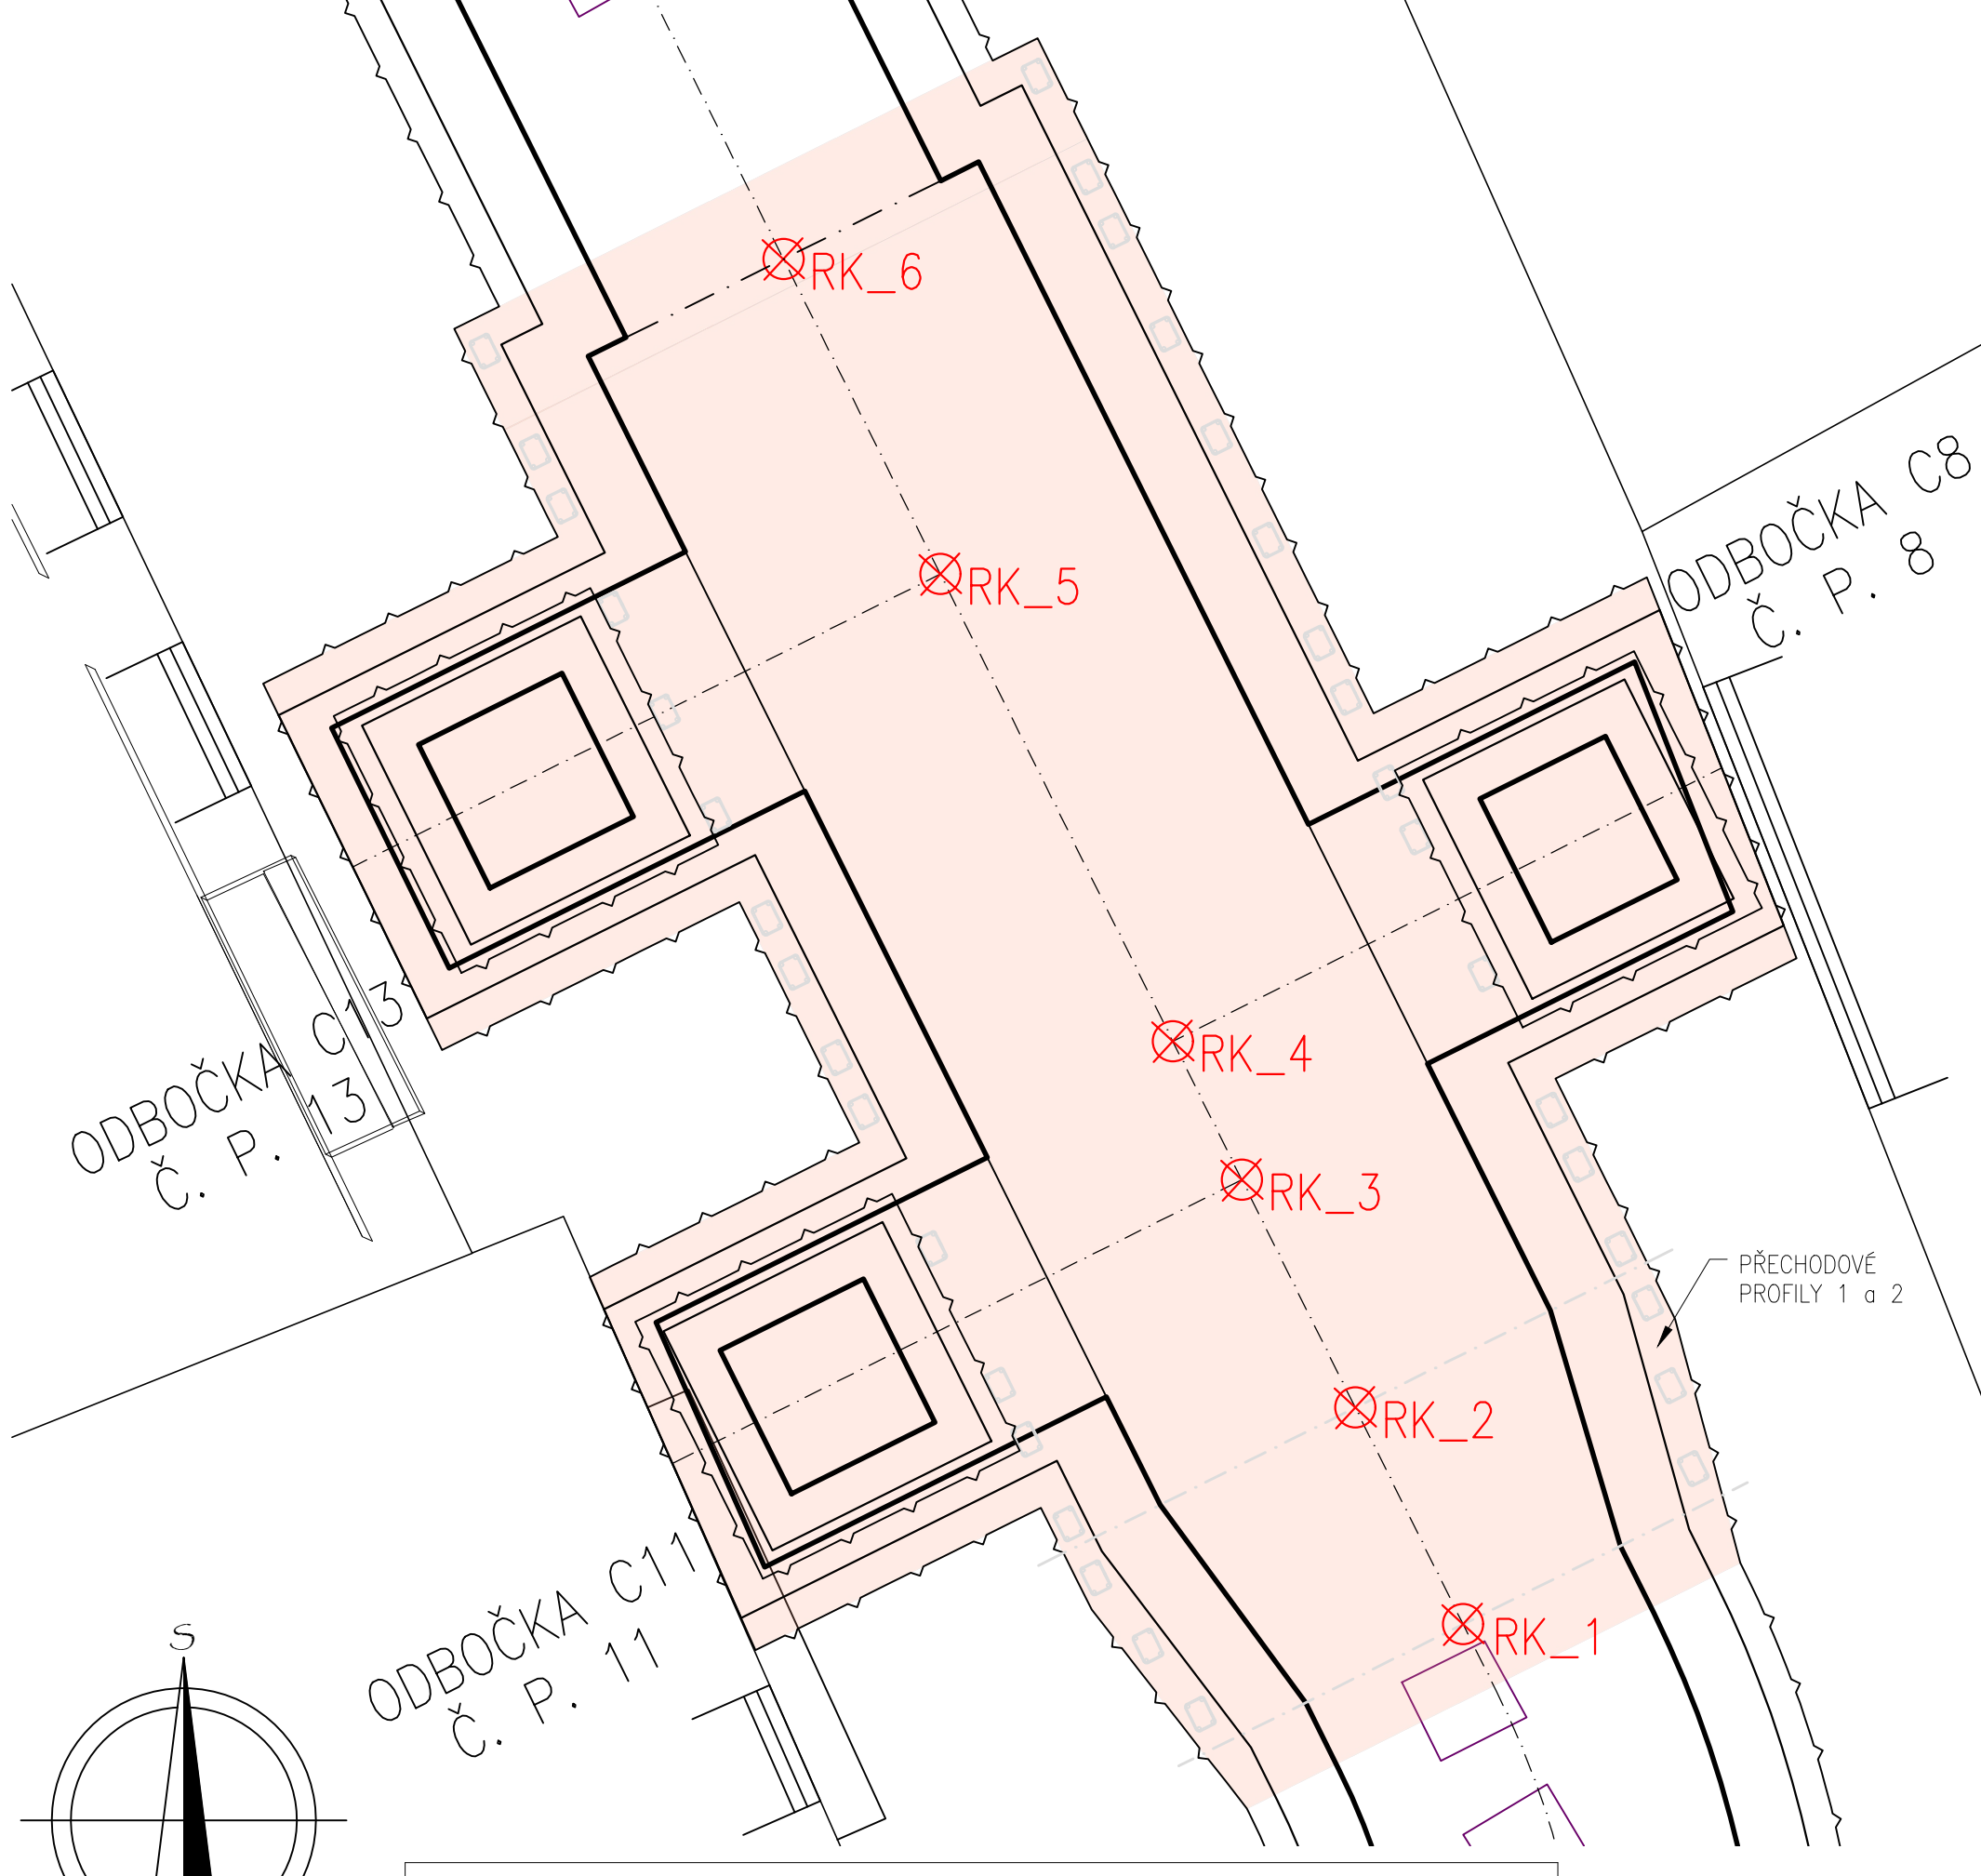 RK_6
RK_5
ODBOČKA C8
Č. P. 8
RK_4
ODBOČKA C13
Č. P. 13
RK_3
PŘECHODOVÉ
PROFILY 1 a 2
RK_2
ODBOČKA C11
Č. P. 11
RK_1
S